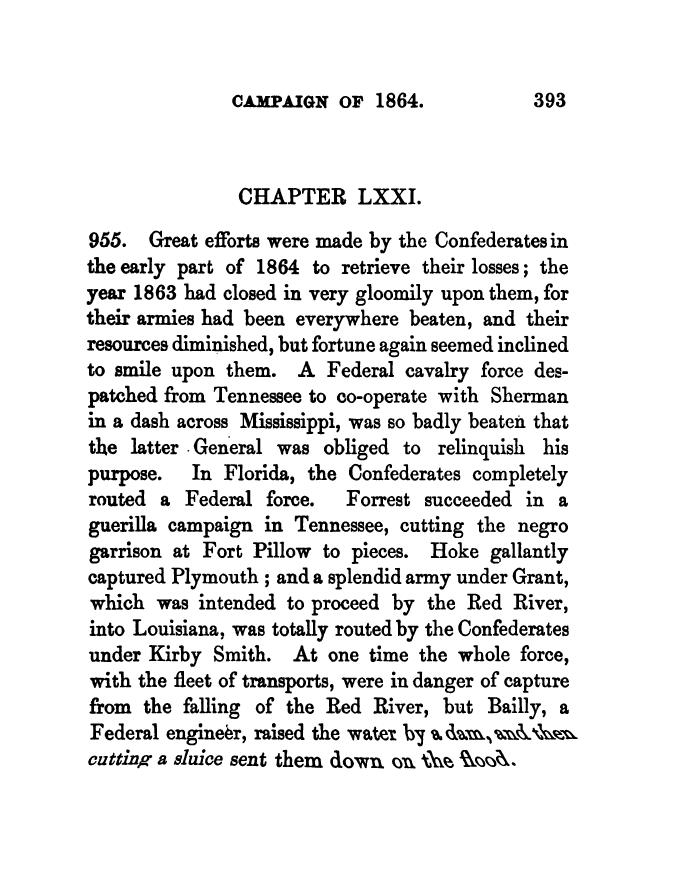 CAMPAIGN OF 1864. 393
CHAPTER LXXI.
955. Great efforts were made by the Confederates in
the early part of 1864 to retrieve their losses; the
year 1863 had closed in very gloomily upon them, for
their armies had been everywhere beaten, and their
resources diminished, but fortune again seemed inclined
to smile upon them. A Federal cavalry force des-
patched from Tennessee to co-operate with Sherman
in a dash across Mississippi, was so badly beaten that
the latter General was obliged to relinquish his
purpose. In Florida, the Confederates completely
routed a Federal force. Forrest succeeded in a
guerilla campaign in Tennessee, cutting the negro
garrison at Fort Pillow to pieces. Hoke gallantly
captured Plymouth ; and a splendid army under Grant,
which was intended to proceed by the Red River,
into Louisiana, was totally routed by the Confederates
under Kirby Smith. At one time the whole force,
with the fleet of transports, were in danger of capture
from the falling of the Red River, but Bailly, a
Federal engineer, raised the water by a dam, and then
cutting a sluice sent them down on the flood.